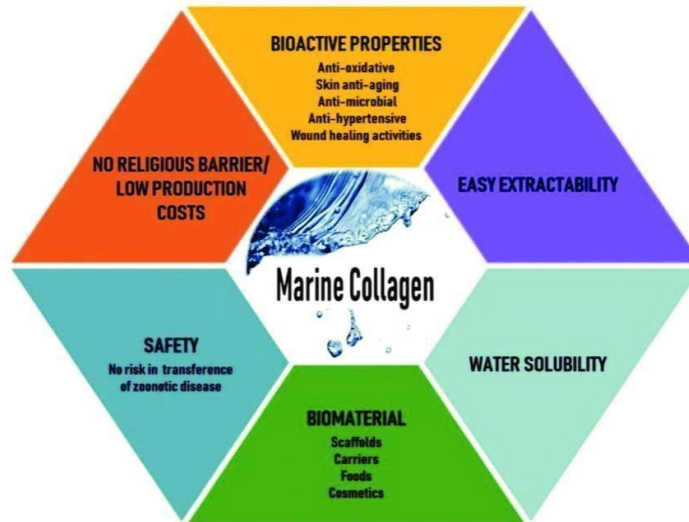 BIOACTIVE PROPERTIES
Anti-oxidative
Skin anti-aging
Anti-microbial
Anti-hypertensive
Wound healing activities
NO RELIGIOUS BARRIER/
LOW PRODUCTION
COSTS
EASY EXTRACTABILITY
Marine Collagen
SAFETY
No risk in transference
of zoonotic disease
WATER SOLUBILITY
BIOMATERIAL
Scaffolds
Carriers
Foods
Cosmetics